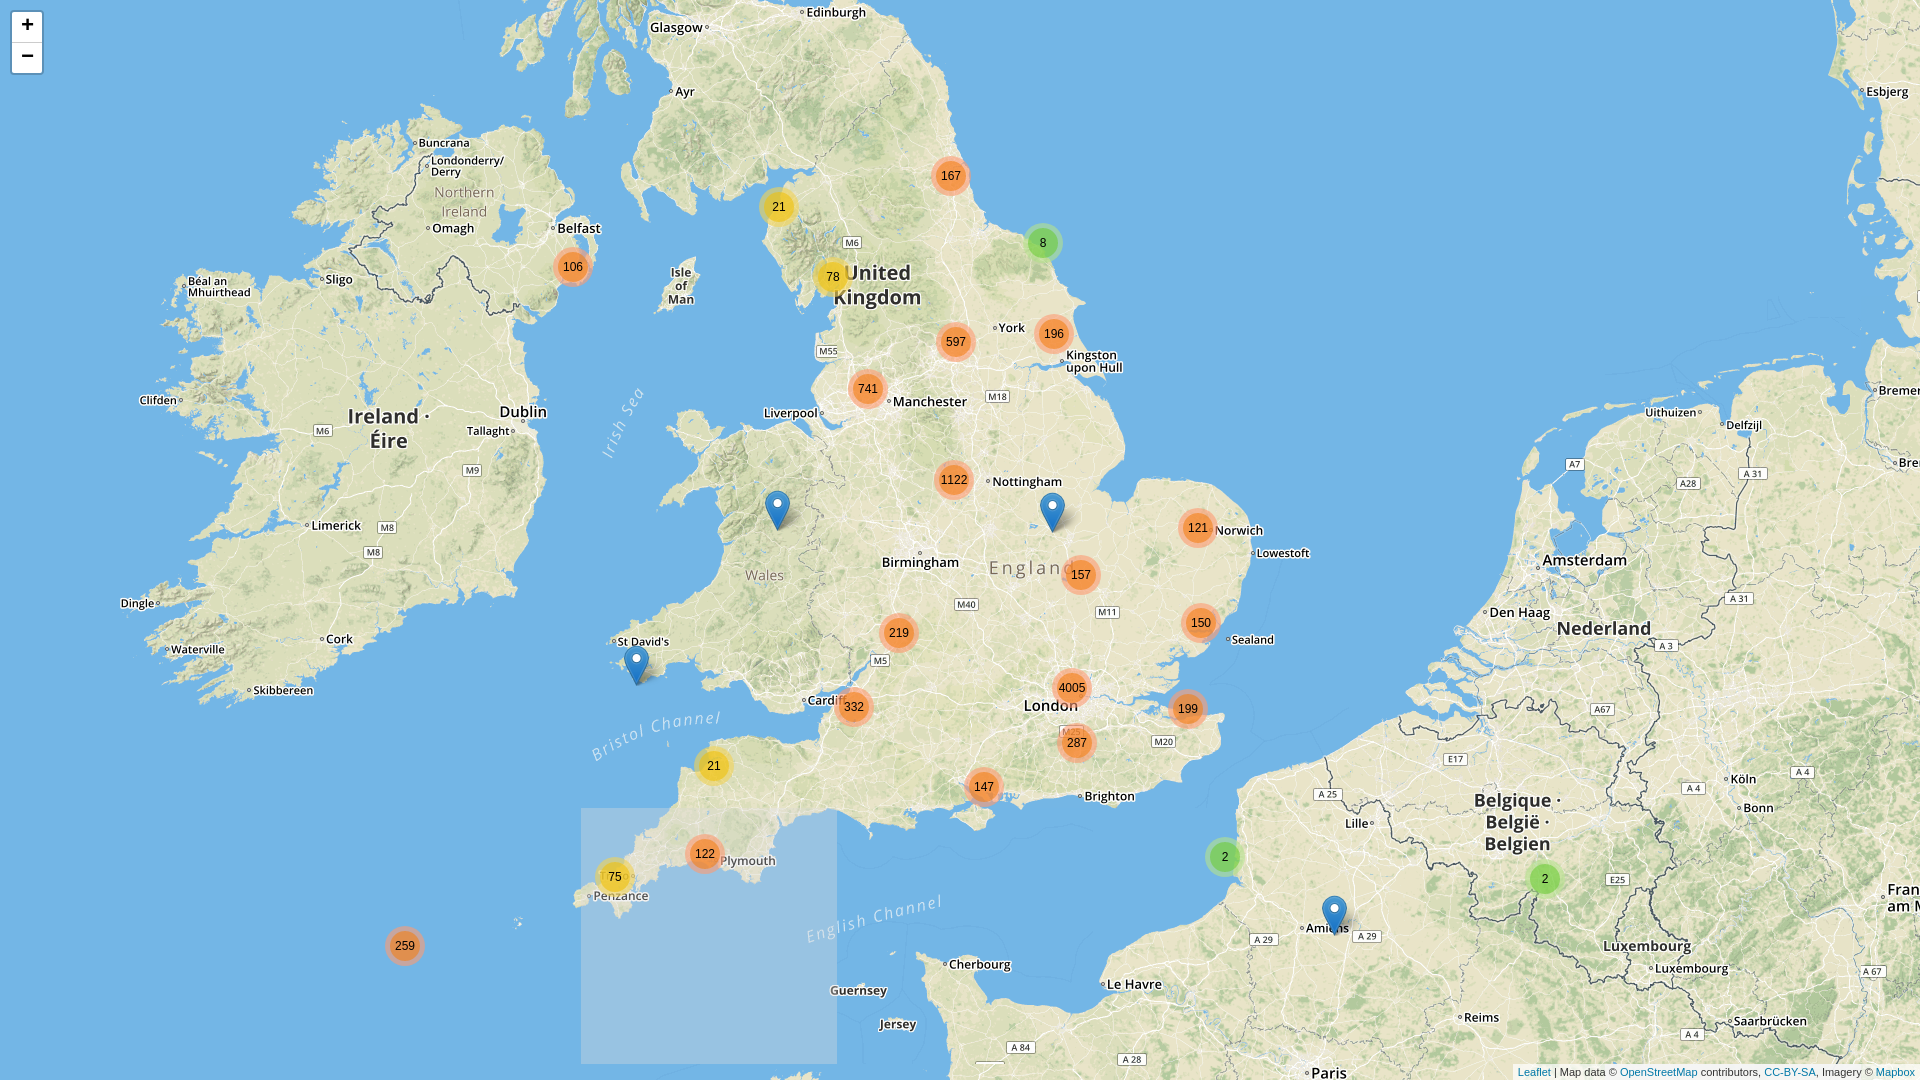 +
−
Edinburgh
Glasgow
Ayr
Esbjerg
Buncrana
Londonderry/
Derry
167
Northern
Ireland
21
Omagh
Belfast
M6
8
106
Isle
of
Man
78
United
Kingdom
Sligo
Béal an
Mhuirthead
York
196
597
M55
Kingston
upon Hull
741
Manchester
M18
Bremer
Clifden
Irish Sea
Liverpool
Uithuizen
Delfzijl
Ireland ·
Éire
Dublin
M6
Tallaght
M9
A7
A 31
Bre
1122
Nottingham
A28
Limerick
M8
121
Norwich
M8
Lowestoft
Birmingham
England
Amsterdam
Wales
157
Dingle
M40
M11
A 31
Den Haag
219
150
Nederland
Cork
St David's
Sealand
Waterville
M5
A 3
Skibbereen
4005
Cardiff
332
London
199
A67
Bristol Channel
M25
287
M20
E17
21
A 4
Köln
147
Brighton
A 25
A 4
Belgique ·
België ·
Belgien
Bonn
Lille
122
Plymouth
2
75
2
E25
Penzance
Fran
am M
English Channel
Amiens
A 29
A 29
259
Luxembourg
Cherbourg
Luxembourg
A 67
Guernsey
Le Havre
Jersey
Reims
Saarbrücken
A 4
A 84
A 28
Paris
Leaflet | Map data © OpenStreetMap contributors, CC-BY-SA, Imagery © Mapbox